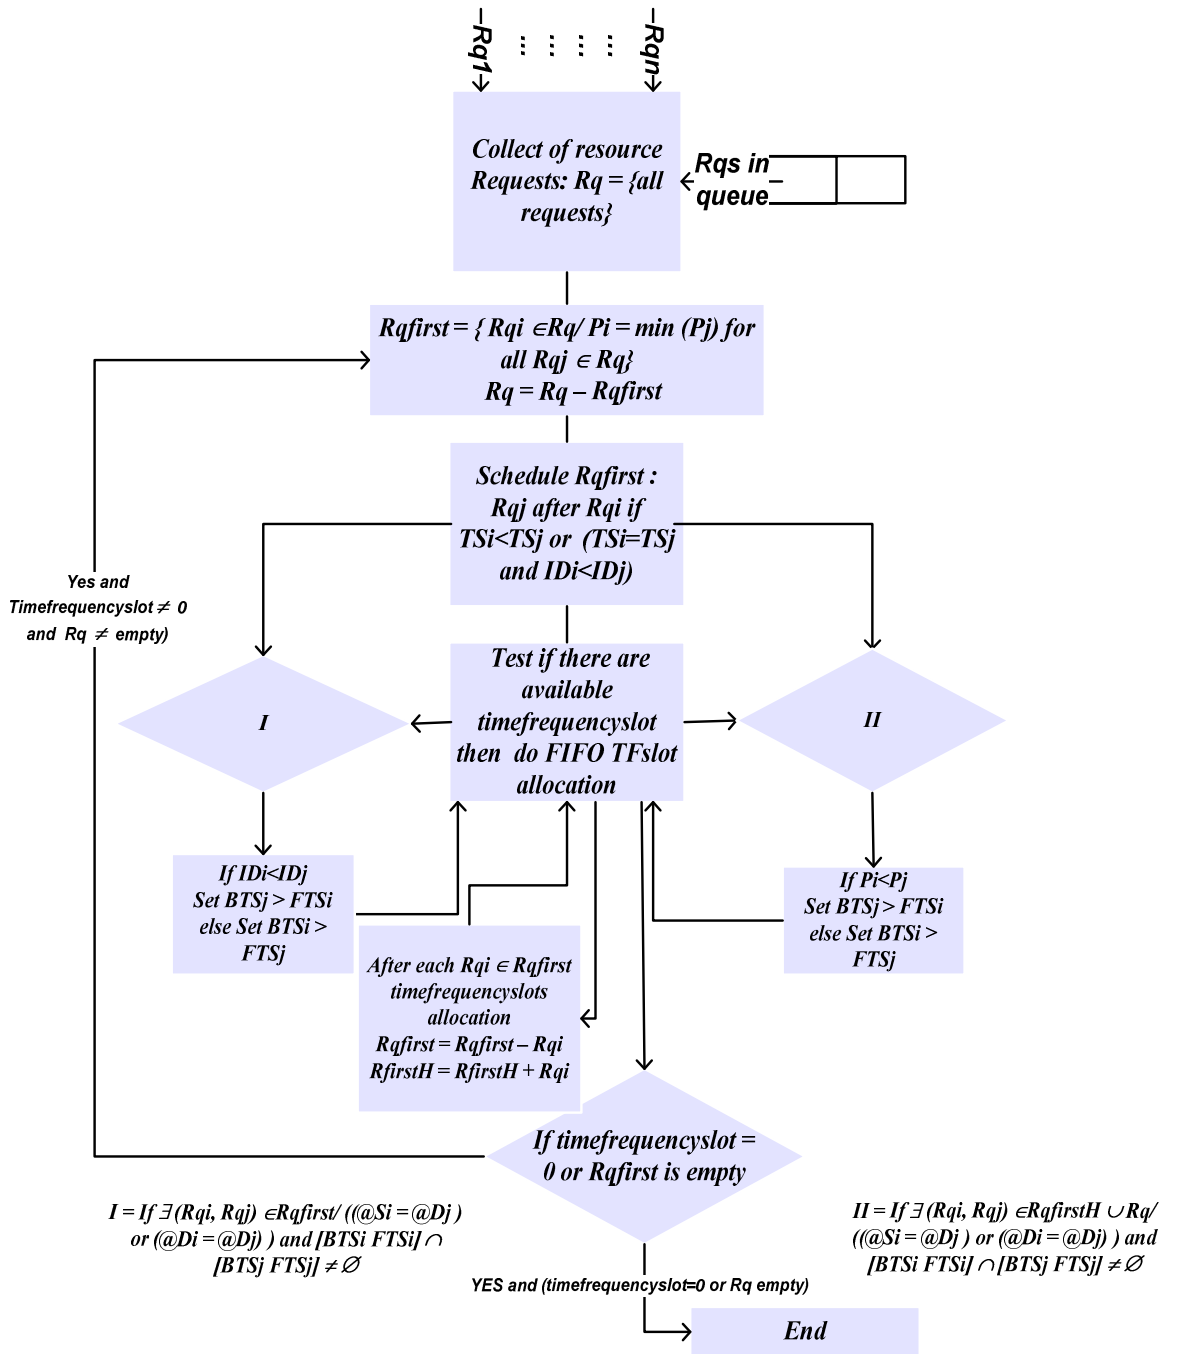 Rq1
... ... ... ...
Rqn
Collect of resource
Requests: Rq = {all
requests}
Rqs in
queue
Rqfirst = { Rqi ∈Rq/ Pi = min (Pj) for
all Rqj ∈ Rq}
Rq = Rq – Rqfirst
Schedule Rqfirst :
Rqj after Rqi if
TSi<TSj or (TSi=TSj
and IDi<IDj)
Yes and
Timefrequencyslot ≠ 0
and Rq ≠ empty)
I
Test if there are
available
timefrequencyslot
then do FIFO TFslot
allocation
II
If IDi<IDj
Set BTSj > FTSi
else Set BTSi >
FTSj
If Pi<Pj
Set BTSj > FTSi
else Set BTSi >
FTSj
After each Rqi ∈ Rqfirst
timefrequencyslots
allocation
Rqfirst = Rqfirst – Rqi
RfirstH = RfirstH + Rqi
If timefrequencyslot =
0 or Rqfirst is empty
I = If ∃ (Rqi, Rqj) ∈Rqfirst/ ((@Si = @Dj )
or (@Di = @Dj) ) and [BTSi FTSi] ∩
[BTSj FTSj] ≠ ∅
II = If ∃ (Rqi, Rqj) ∈RqfirstH ∪ Rq/
((@Si = @Dj ) or (@Di = @Dj) ) and
[BTSi FTSi] ∩ [BTSj FTSj] ≠ ∅
YES and (timefrequencyslot=0 or Rq empty)
End